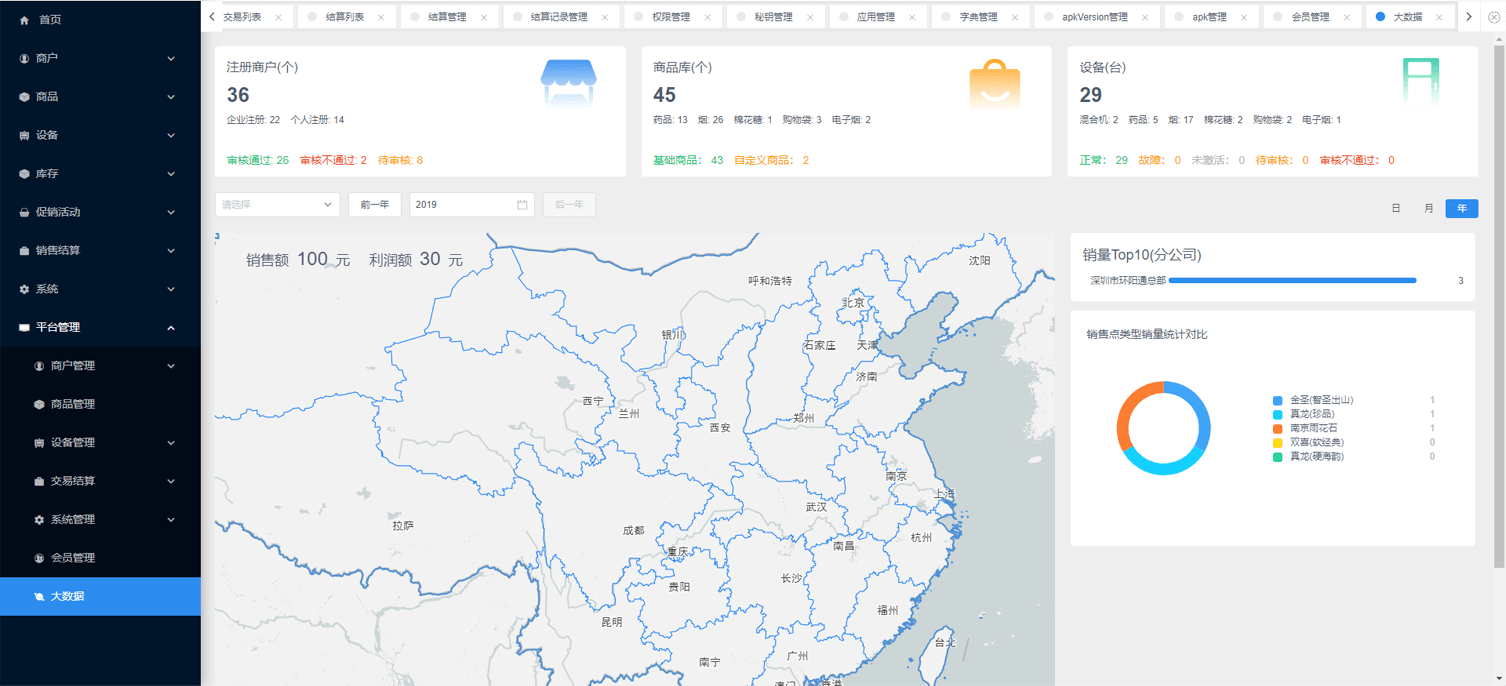 首页
商户
商品
设备
库存
促销活动
销售结算
系统
平台管理
商户管理
商品管理
设备管理
交易结算
系统管理
会员管理
大数据
交易列表 结算列表 结算管理 结算记录管理 权限管理 秘钥管理 应用管理 字典管理 apkVersion管理 apk管理 会员管理 大数据
注册商户(个)
36
企业注册: 22 个人注册: 14
审核通过: 26 审核不通过: 2 待审核: 8
商品库(个)
45
药品: 13 烟: 26 棉花糖: 1 购物袋: 3 电子烟: 2
基础商品: 43 自定义商品: 2
设备(台)
29
混合机: 2 药品: 5 烟: 17 棉花糖: 2 购物袋: 2 电子烟: 1
正常: 29 故障: 0 未激活: 0 待审核: 0 审核不通过: 0
请选择 前一年 2019 后一年 日 月 年
销售额 100 元 利润额 30 元
沈阳
呼和浩特
北京
银川
石家庄 天津
济南
西宁
兰州
郑州
西安
南京
上海
武汉
拉萨
成都
杭州
南昌
重庆
长沙
贵阳
福州
昆明
台北
广州
南宁
澳门 香港
销量Top10(分公司)
深圳市环阳通总部 3
销售点类型销量统计对比
金圣(智圣出山) 1
真龙(珍品) 1
南京雨花石 1
双喜(软经典) 0
真龙(硬海韵) 0